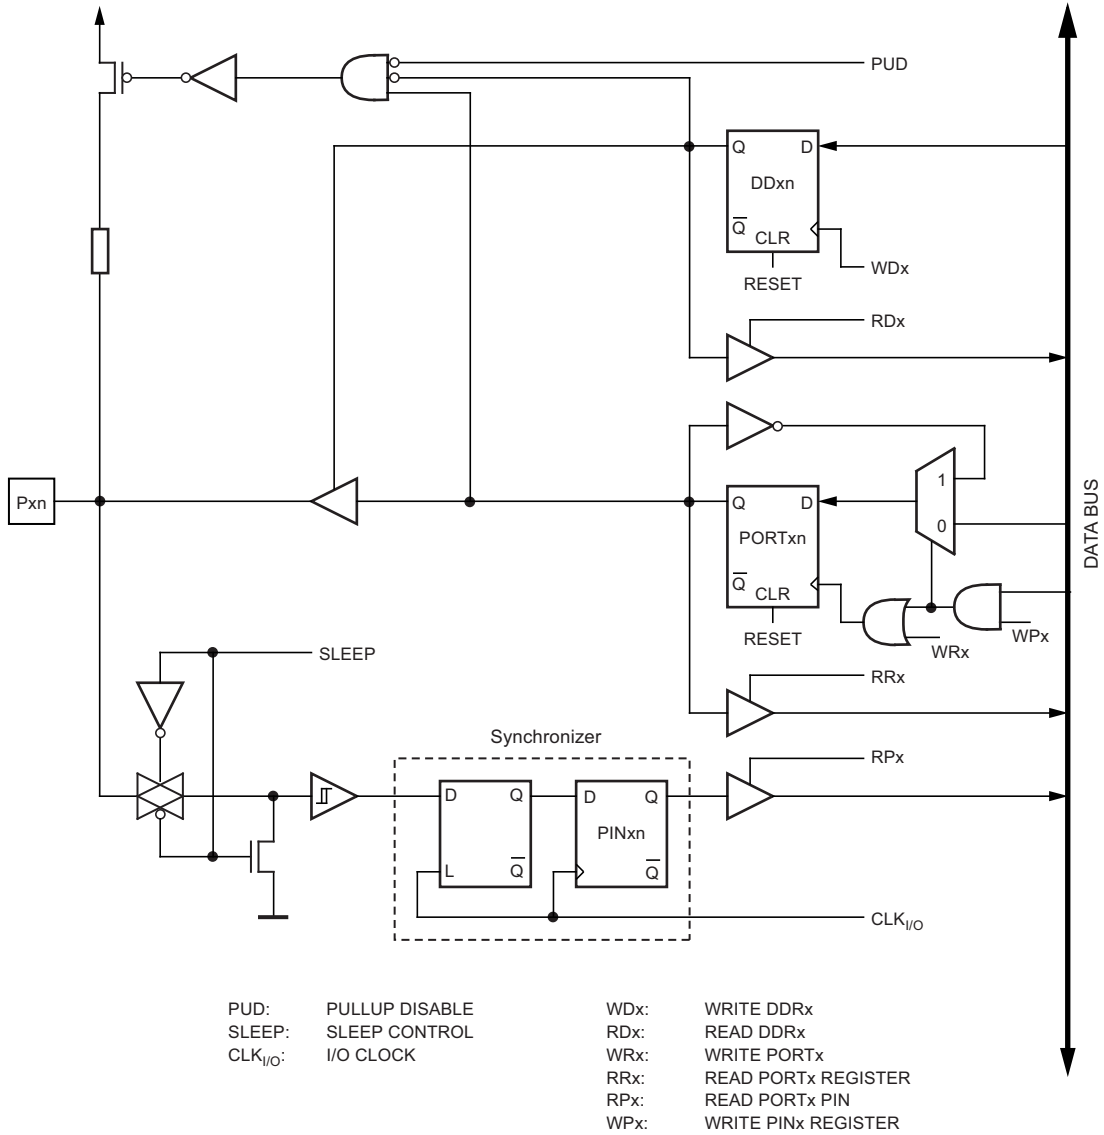 PUD
Q D
DDxn
Q
CLR
RESET
WDx
RDx
Pxn
1
0
Q D
PORTxn
Q
CLR
RESET
WRx
WPx
DATA BUS
SLEEP
RRx
Synchronizer
RPx
D Q
L Q
D Q
PINxn
Q
CLKI/O
PUD: PULLUP DISABLE
SLEEP: SLEEP CONTROL
CLKI/O: I/O CLOCK
WDx: WRITE DDRx
RDx: READ DDRx
WRx: WRITE PORTx
RRx: READ PORTx REGISTER
RPx: READ PORTx PIN
WPx: WRITE PINx REGISTER